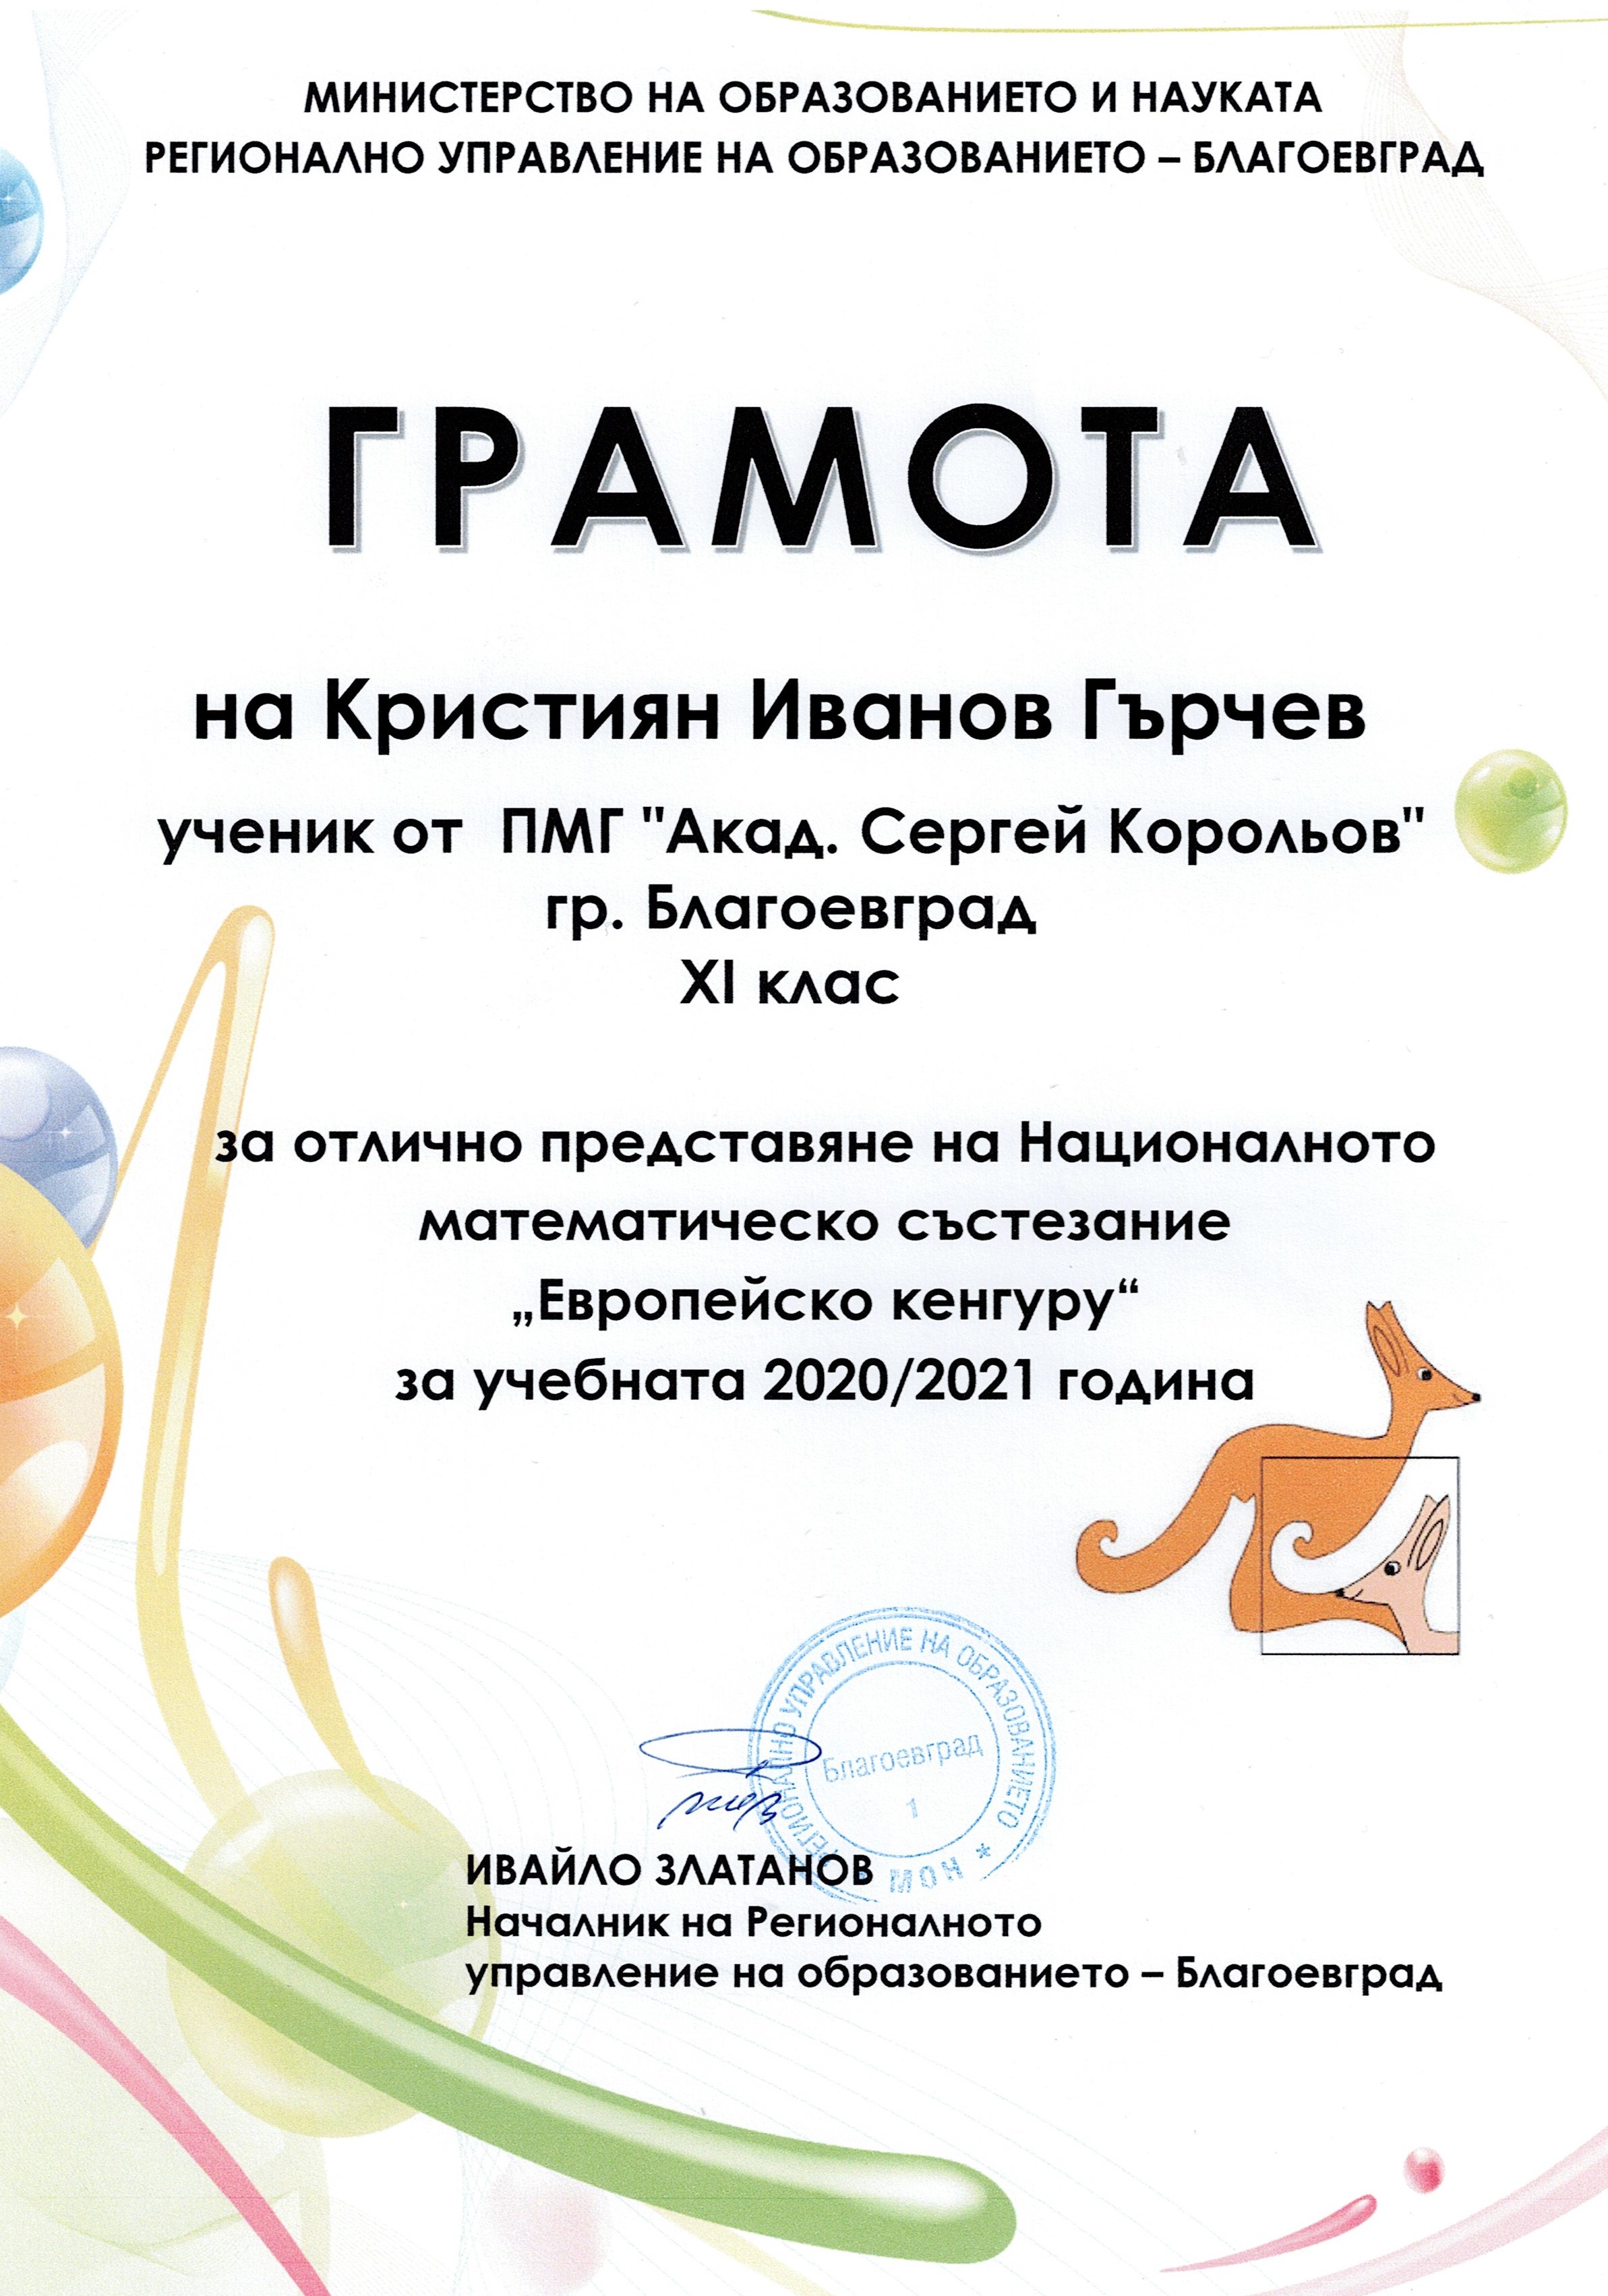 МИНИСТЕРСТВО НА ОБРАЗОВАНИЕТО И НАУКАТА
РЕГИОНАЛНО УПРАВЛЕНИЕ НА ОБРАЗОВАНИЕТО – БЛАГОЕВГРАД
ГРАМОТА
на Кристиян Иванов Гърчев
ученик от ПМГ "Акад. Сергей Корольов"
гр. Благоевград
XI клас
за отлично представяне на Националното
математическо състезание
„Европейско кенгуру“
за учебната 2020/2021 година
РЕГИОНАЛНО УПРАВЛЕНИЕ НА ОБРАЗОВАНИЕТО * МОН
Благоевград
1
ИВАЙЛО ЗЛАТАНОВ
Началник на Регионалното
управление на образованието – Благоевград